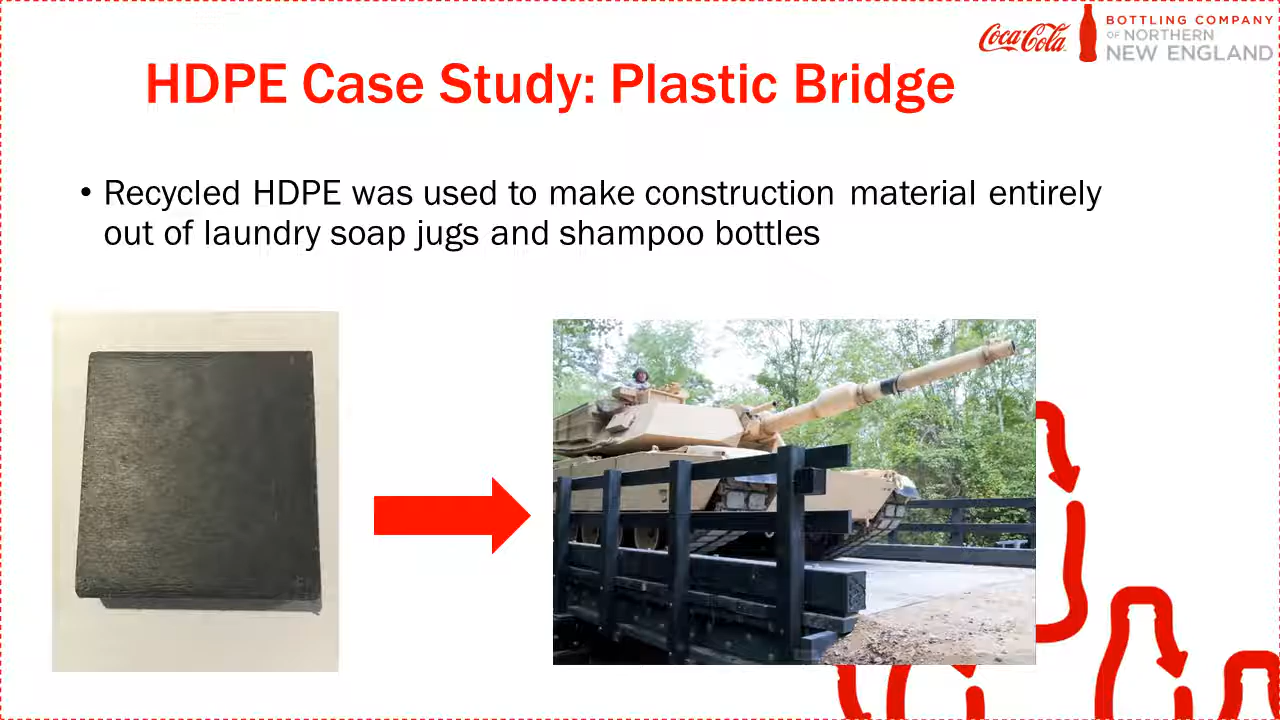 Coca-Cola
BOTTLING COMPANY
OF NORTHERN
NEW ENGLAND
HDPE Case Study: Plastic Bridge
• Recycled HDPE was used to make construction material entirely
out of laundry soap jugs and shampoo bottles